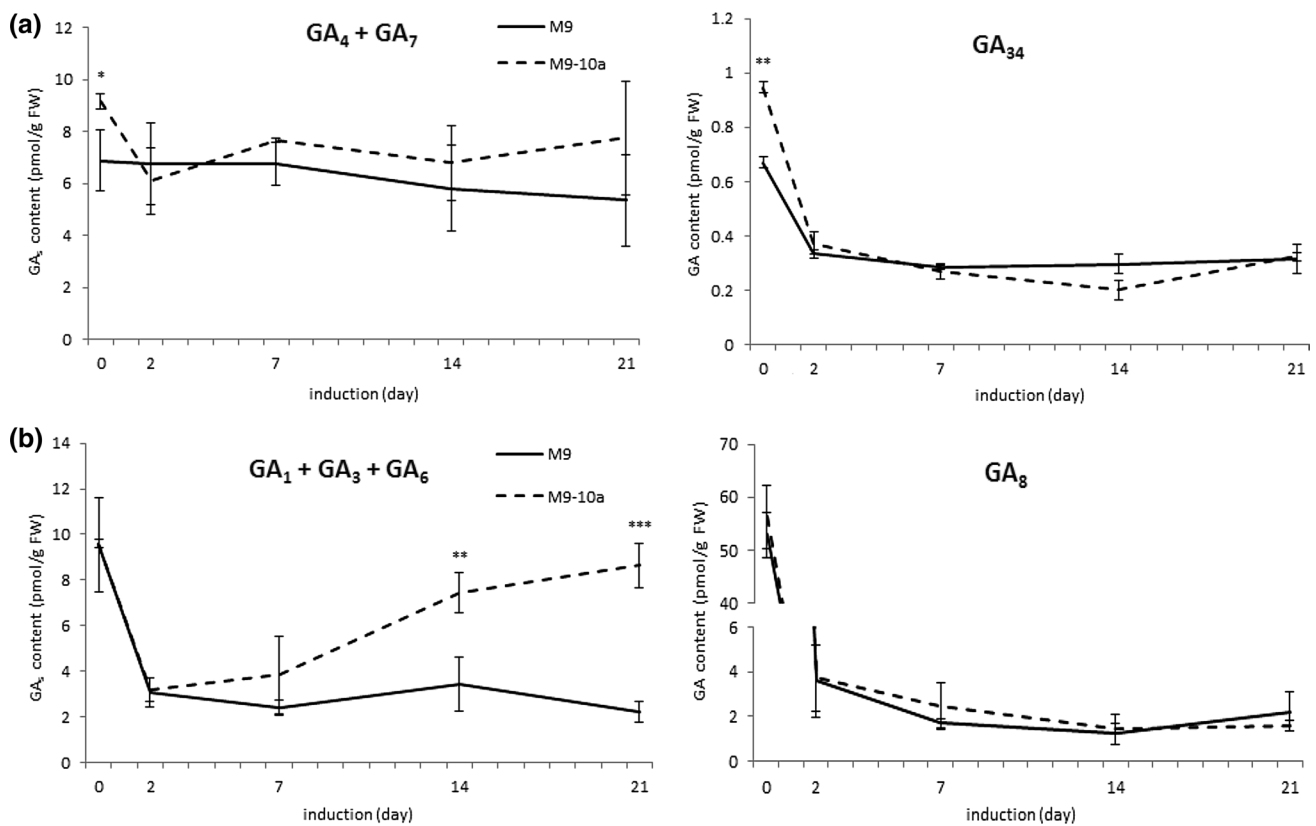 (a)
GA4 + GA7
M9
M9-10a
GAs content (pmol/g FW)
12
10
8
6
4
2
0
*
0 2 7 14 21
induction (day)
GA34
GA content (pmol/g FW)
1.2
1
0.8
0.6
0.4
0.2
0
**
0 2 7 14 21
induction (day)
(b)
GA1 + GA3 + GA6
M9
M9-10a
GAs content (pmol/g FW)
14
12
10
8
6
4
2
0
**
***
0 2 7 14 21
induction (day)
GA8
GA content (pmol/g FW)
70
60
50
40
6
4
2
0
0 2 7 14 21
induction (day)